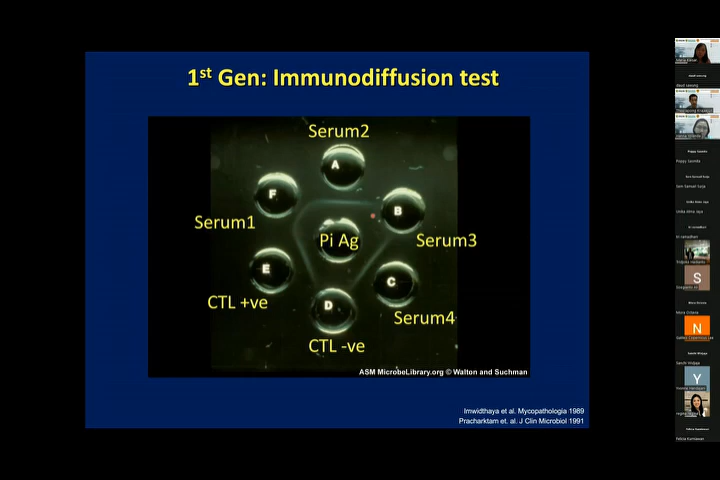 1st Gen: Immunodiffusion test
Serum2
A
F
B
Serum1
Pi Ag
Serum3
E
C
CTL +ve
D
Serum4
CTL -ve
ASM MicrobeLibrary.org © Walton and Suchman
Imwidthaya et al. Mycopathologia 1989
Pracharktam et. al. J Clin Microbiol 1991
S
N
Y